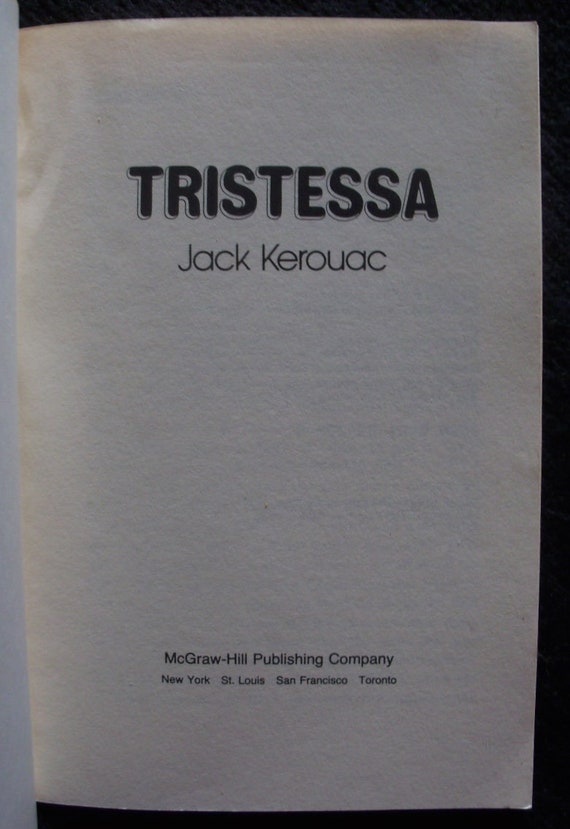 TRISTESSA
Jack Kerouac
McGraw-Hill Publishing Company
New York St. Louis San Francisco Toronto